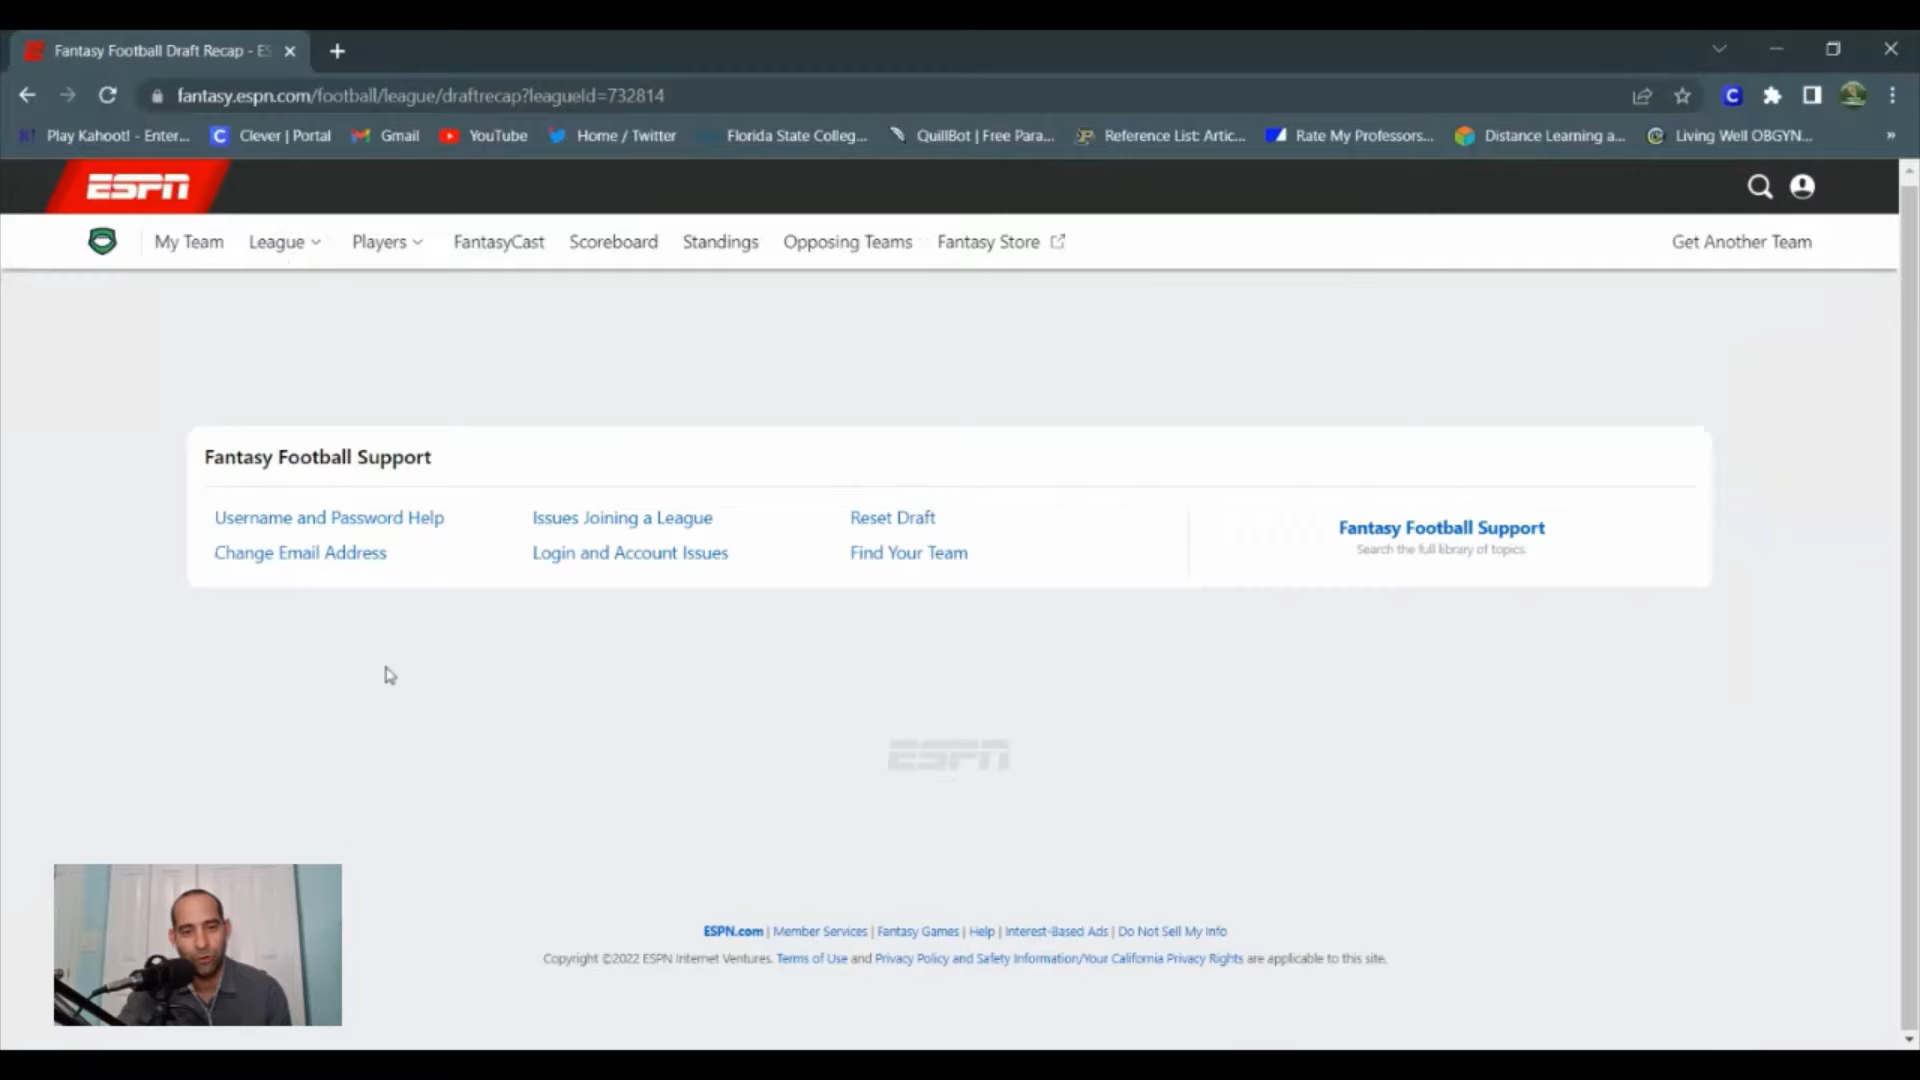 Fantasy Football Draft Recap - ES
fantasy.espn.com/football/league/draftrecap?leagueId=732814
Play Kahoot! - Enter... Clever | Portal Gmail YouTube Home / Twitter Florida State Colleg... QuillBot | Free Para... Reference List: Artic... Rate My Professors... Distance Learning a... Living Well OBGYN... »
ESPN
My Team League Players FantasyCast Scoreboard Standings Opposing Teams Fantasy Store Get Another Team
Fantasy Football Support
Username and Password Help Issues Joining a League Reset Draft
Change Email Address Login and Account Issues Find Your Team
Fantasy Football Support
Search the full library of topics.
ESPN
ESPN.com | Member Services | Fantasy Games | Help | Interest-Based Ads | Do Not Sell My Info
Copyright ©2022 ESPN Internet Ventures. Terms of Use and Privacy Policy and Safety Information/Your California Privacy Rights are applicable to this site.